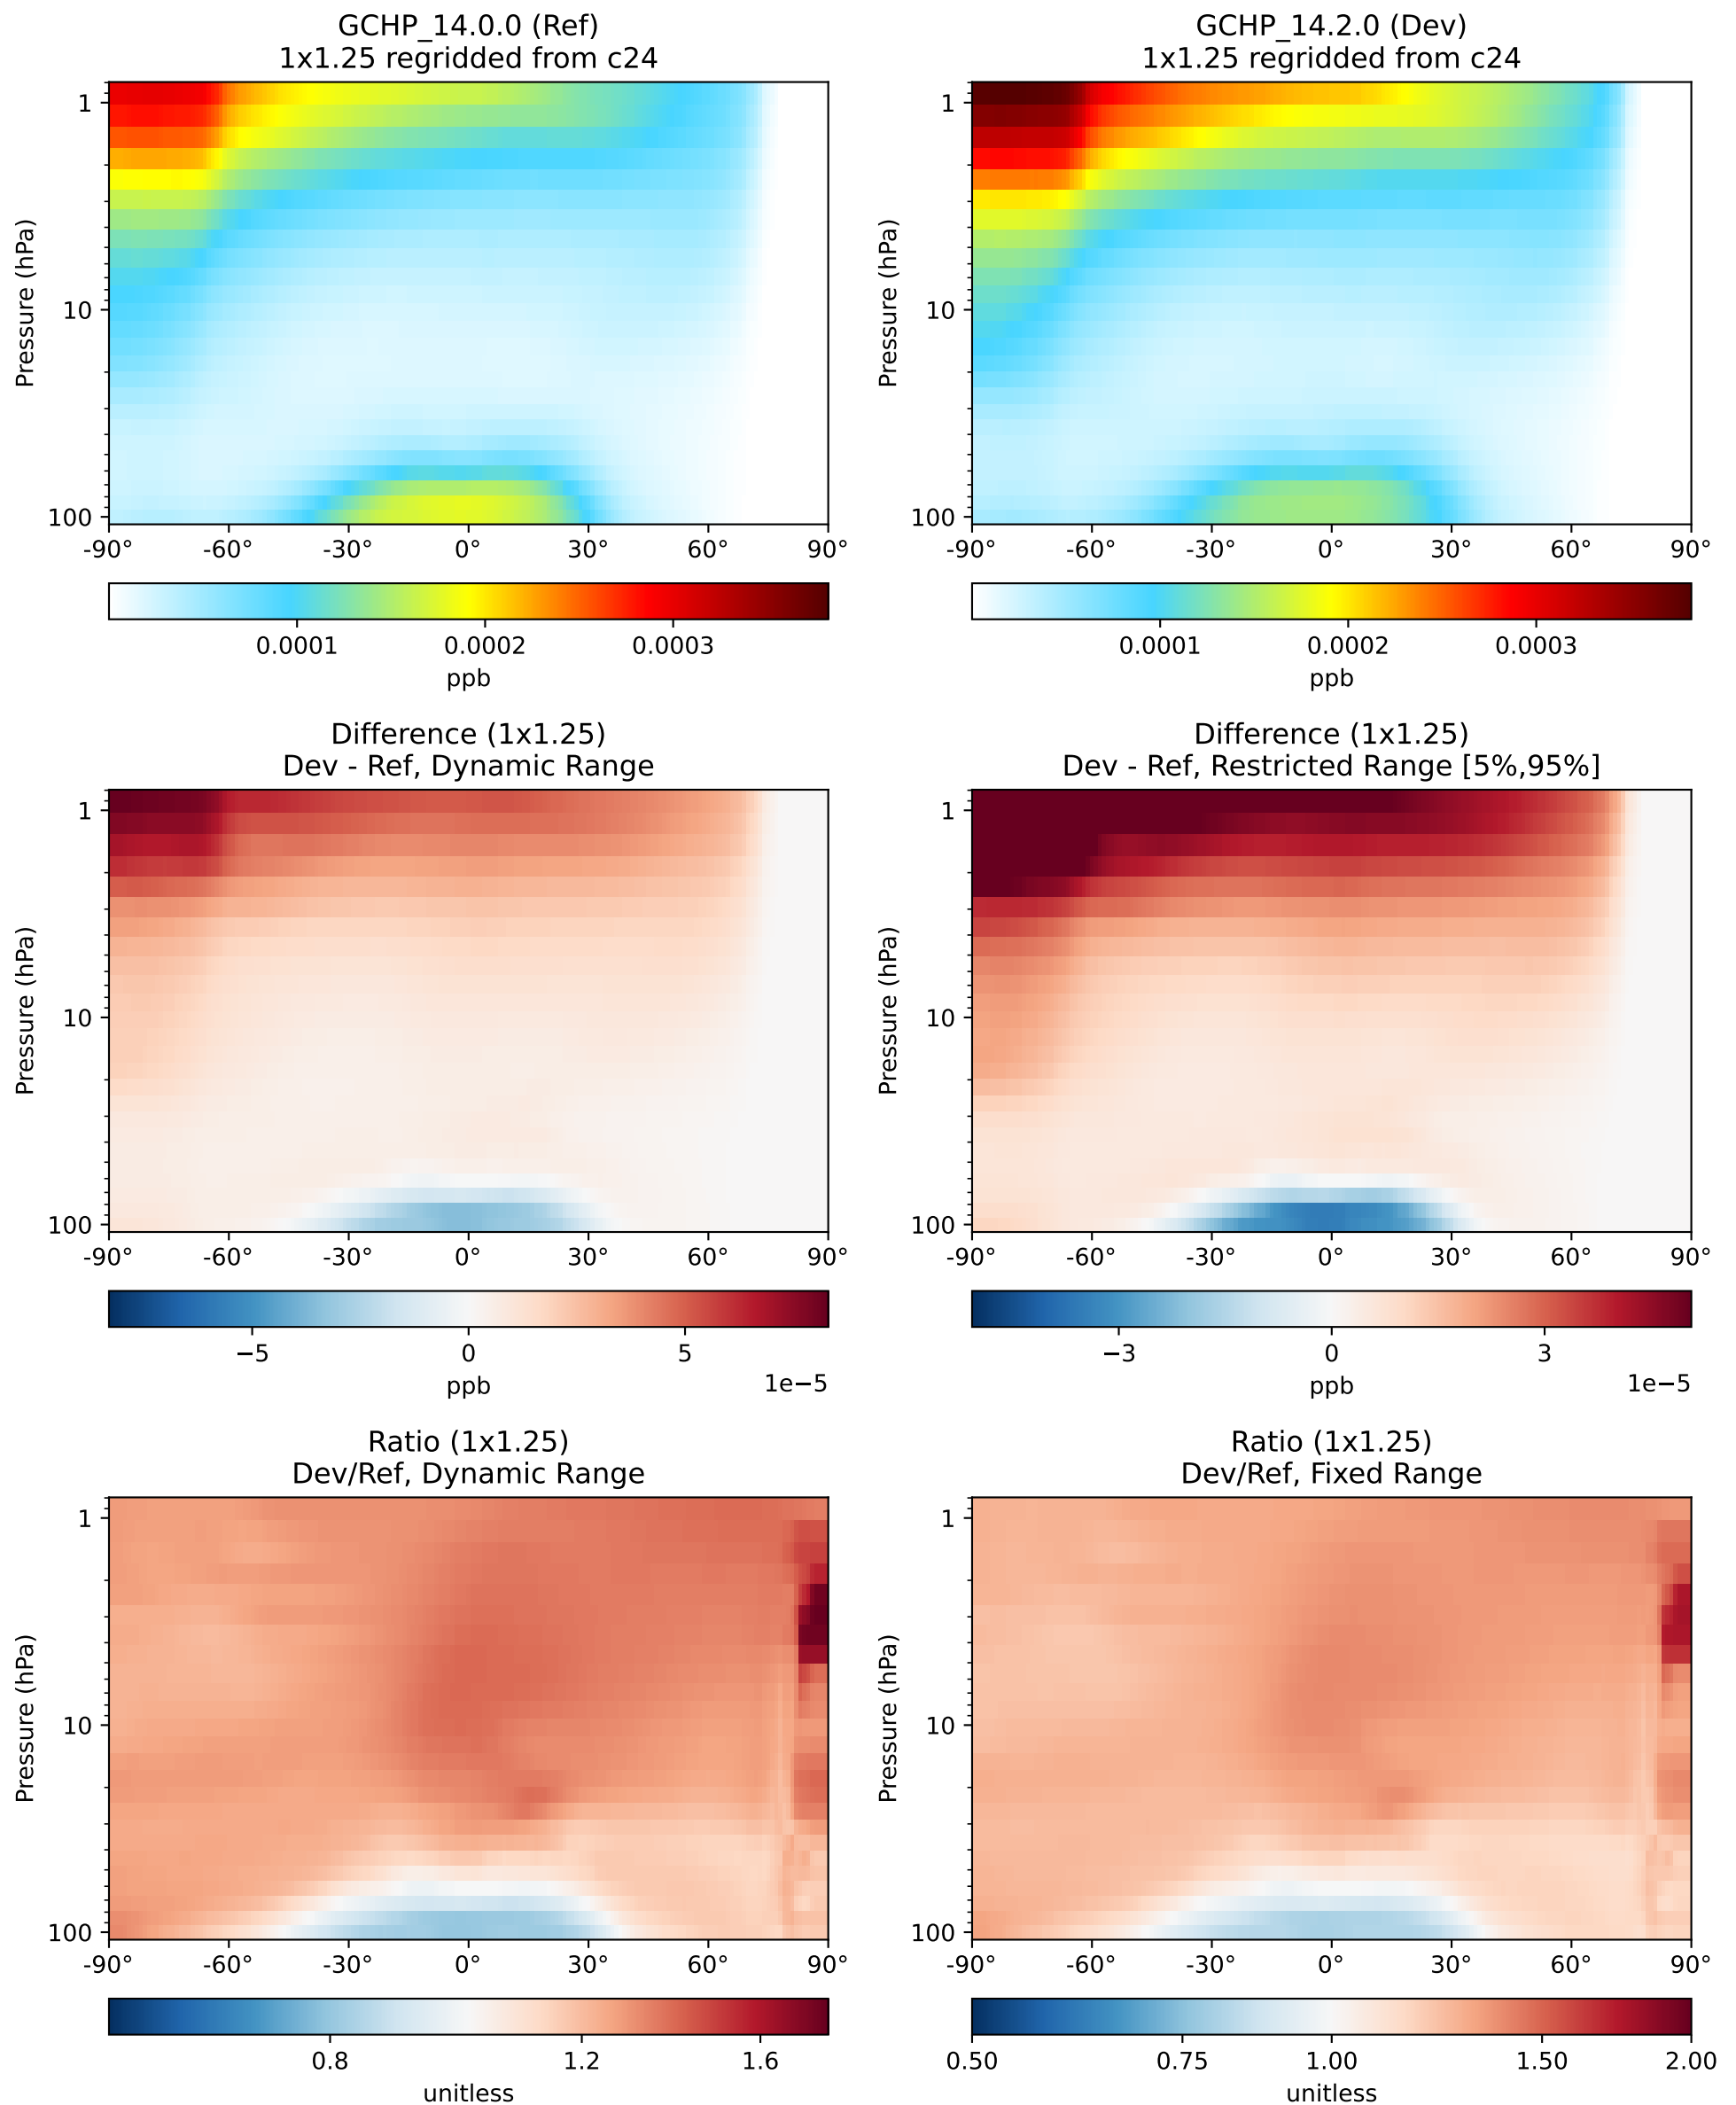 GCHP_14.0.0 (Ref)
1x1.25 regridded from c24
Pressure (hPa)
1
10
100
-90° -60° -30° 0° 30° 60° 90°
0.0001 0.0002 0.0003
ppb
GCHP_14.2.0 (Dev)
1x1.25 regridded from c24
Pressure (hPa)
1
10
100
-90° -60° -30° 0° 30° 60° 90°
0.0001 0.0002 0.0003
ppb
Difference (1x1.25)
Dev - Ref, Dynamic Range
Pressure (hPa)
1
10
100
-90° -60° -30° 0° 30° 60° 90°
−5 0 5
ppb
1e−5
Difference (1x1.25)
Dev - Ref, Restricted Range [5%,95%]
Pressure (hPa)
1
10
100
-90° -60° -30° 0° 30° 60° 90°
−3 0 3
ppb
1e−5
Ratio (1x1.25)
Dev/Ref, Dynamic Range
Pressure (hPa)
1
10
100
-90° -60° -30° 0° 30° 60° 90°
0.8 1.2 1.6
unitless
Ratio (1x1.25)
Dev/Ref, Fixed Range
Pressure (hPa)
1
10
100
-90° -60° -30° 0° 30° 60° 90°
0.50 0.75 1.00 1.50 2.00
unitless